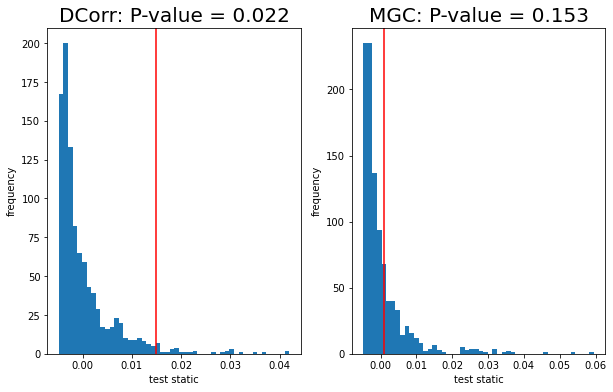 DCorr: P-value = 0.022
200
175
150
125
100
75
50
25
0
frequency
0.00 0.01 0.02 0.03 0.04
test static
MGC: P-value = 0.153
200
150
100
50
0
frequency
0.00 0.01 0.02 0.03 0.04 0.05 0.06
test static